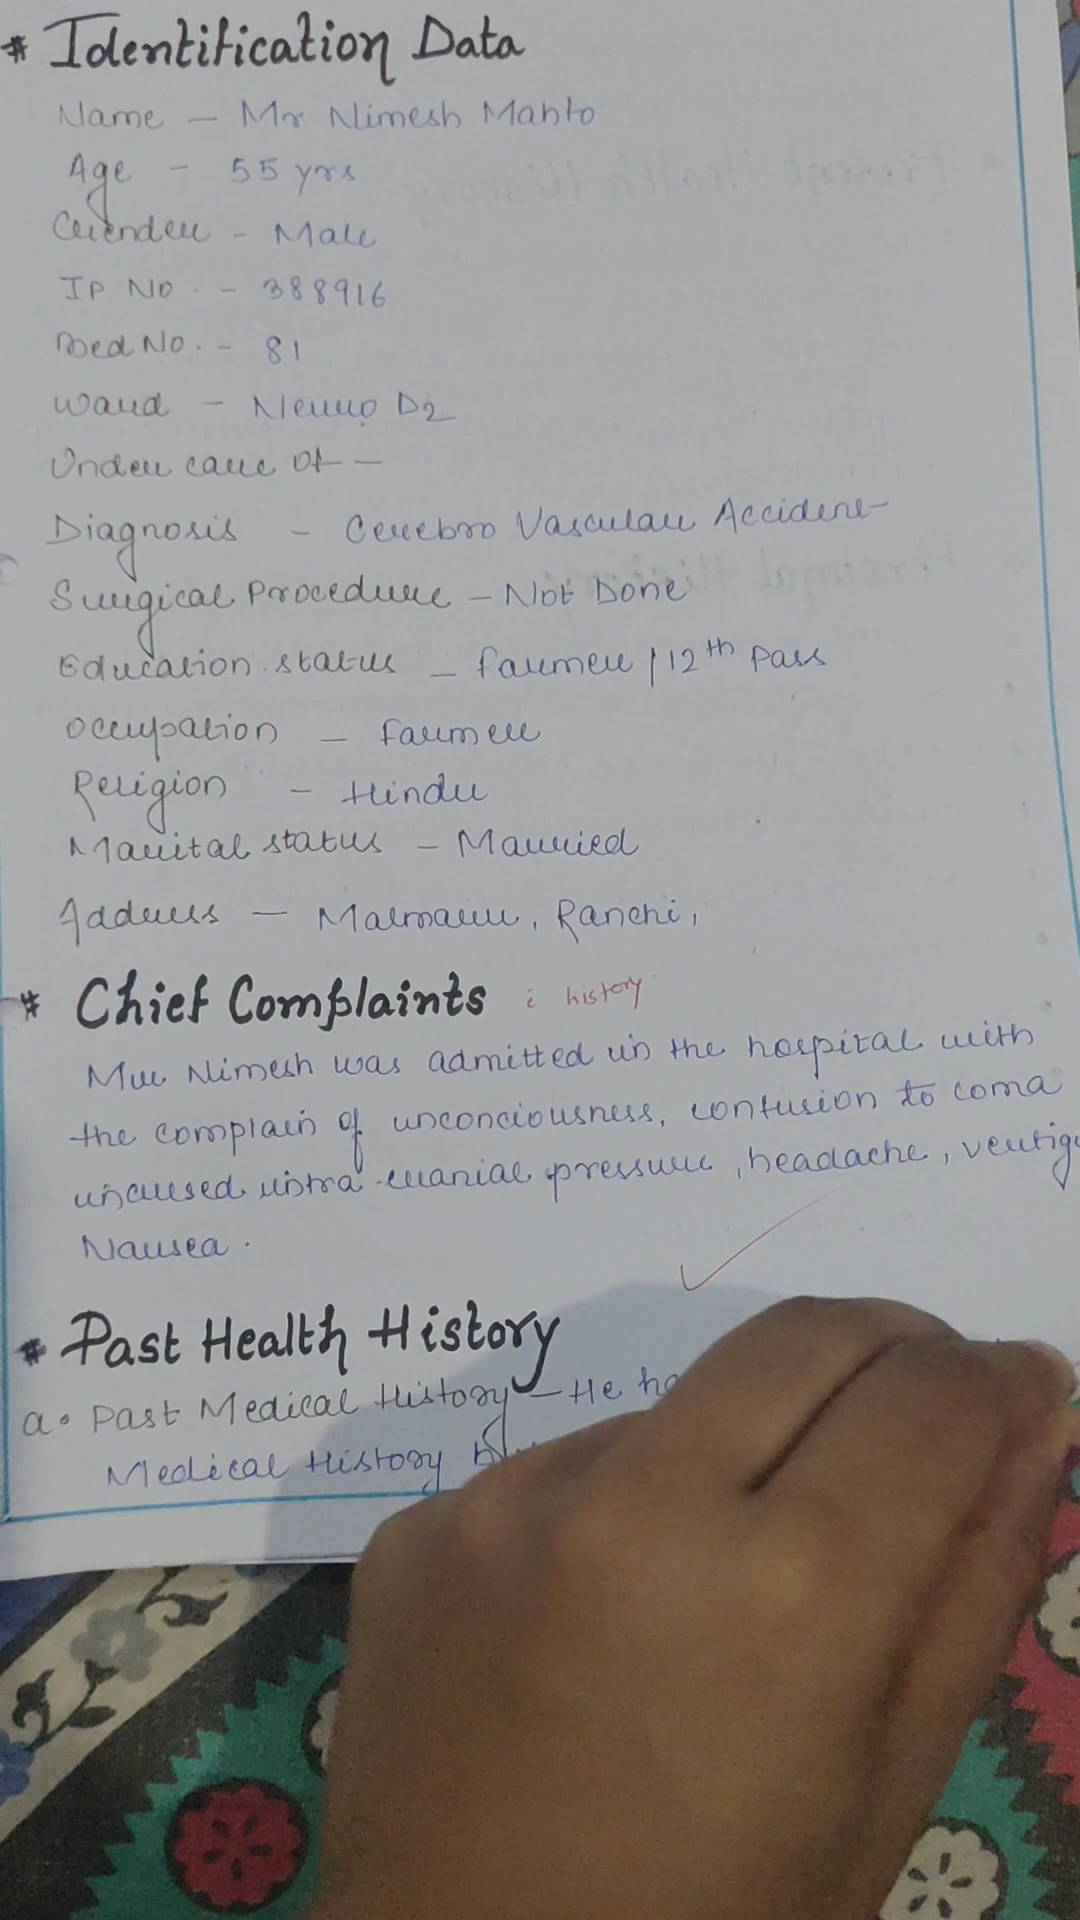 * Identification Data
Name - Mr Nimesh Mahto
Age - 55 yrs
Gender - Male
IP No. - 388916
Bed No. - 81
Ward - Neuro D2
Under care of -
Diagnosis - Cerebro Vascular Accident
Surgical Procedure - Not Done
Education status - farmer / 12th pass
Occupation - farmer
Religion - Hindu
Marital status - Married
Address - , Ranchi,
* Chief Complaints c̄ history
Mr Nimesh was admitted in the hospital with
the complain of unconciousness, confusion to coma
incresed intra-cranial pressure, headache, vertigo
Nausea.
* Past Health History
a. Past Medical History - He ha
Medical History